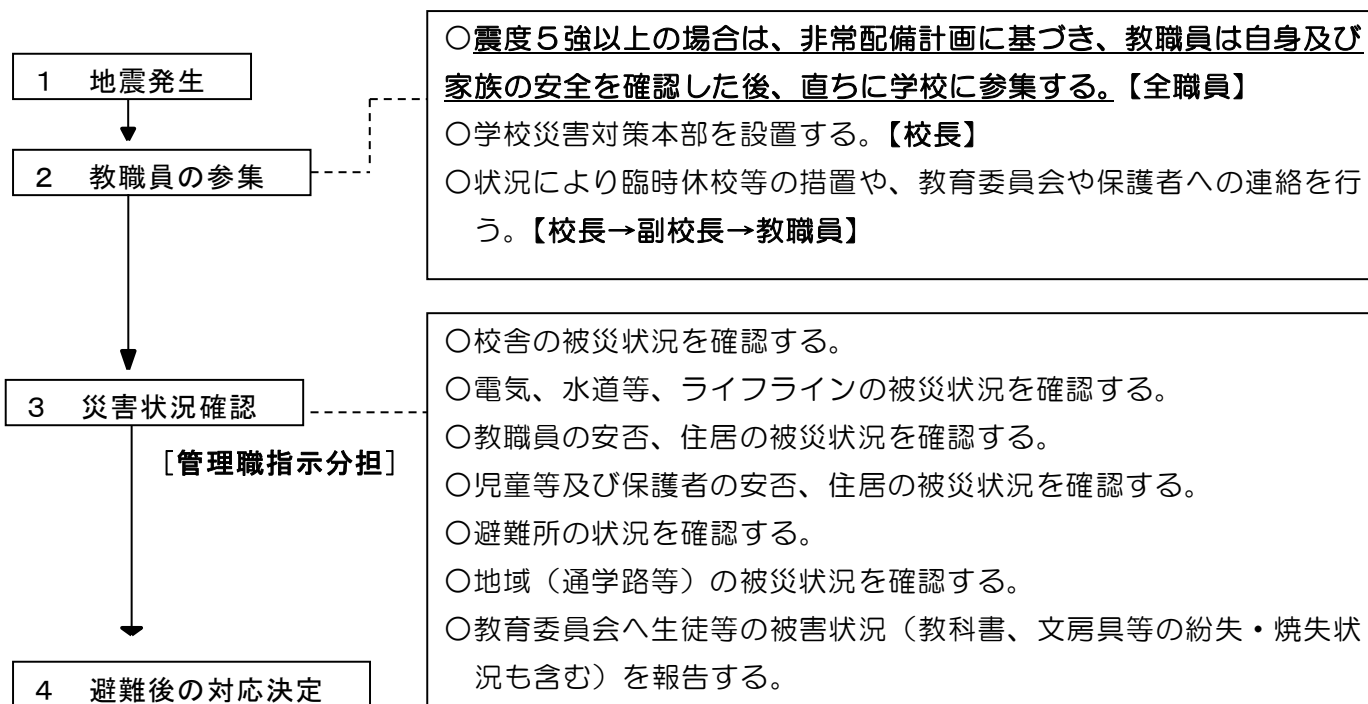 1 地震発生
2 教職員の参集
○震度5強以上の場合は、非常配備計画に基づき、教職員は自身及び
家族の安全を確認した後、直ちに学校に参集する。【全職員】
○学校災害対策本部を設置する。【校長】
○状況により臨時休校等の措置や、教育委員会や保護者への連絡を行
う。【校長→副校長→教職員】
3 災害状況確認
[管理職指示分担]
○校舎の被災状況を確認する。
○電気、水道等、ライフラインの被災状況を確認する。
○教職員の安否、住居の被災状況を確認する。
○児童等及び保護者の安否、住居の被災状況を確認する。
○避難所の状況を確認する。
○地域(通学路等)の被災状況を確認する。
○教育委員会へ生徒等の被害状況(教科書、文房具等の紛失・焼失状
況も含む)を報告する。
4 避難後の対応決定